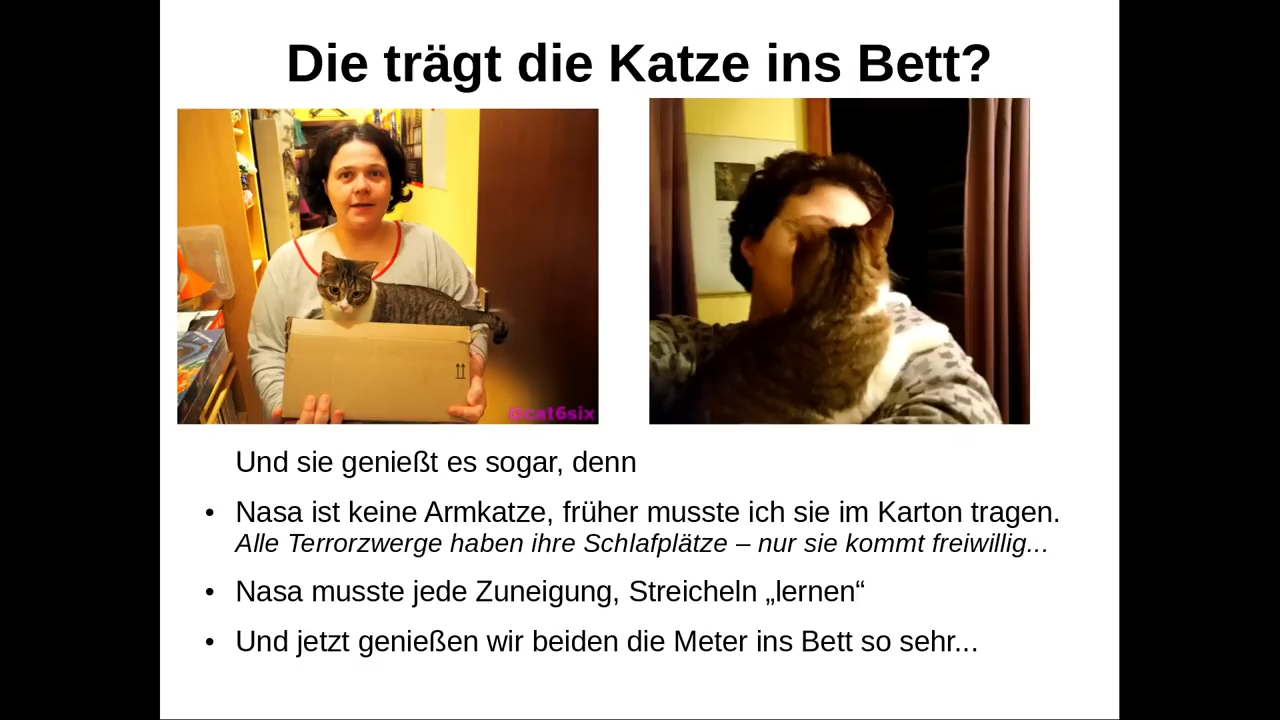 Die trägt die Katze ins Bett?
@cat6six
Und sie genießt es sogar, denn
• Nasa ist keine Armkatze, früher musste ich sie im Karton tragen.
Alle Terrorzwerge haben ihre Schlafplätze – nur sie kommt freiwillig...
• Nasa musste jede Zuneigung, Streicheln „lernen“
• Und jetzt genießen wir beiden die Meter ins Bett so sehr...